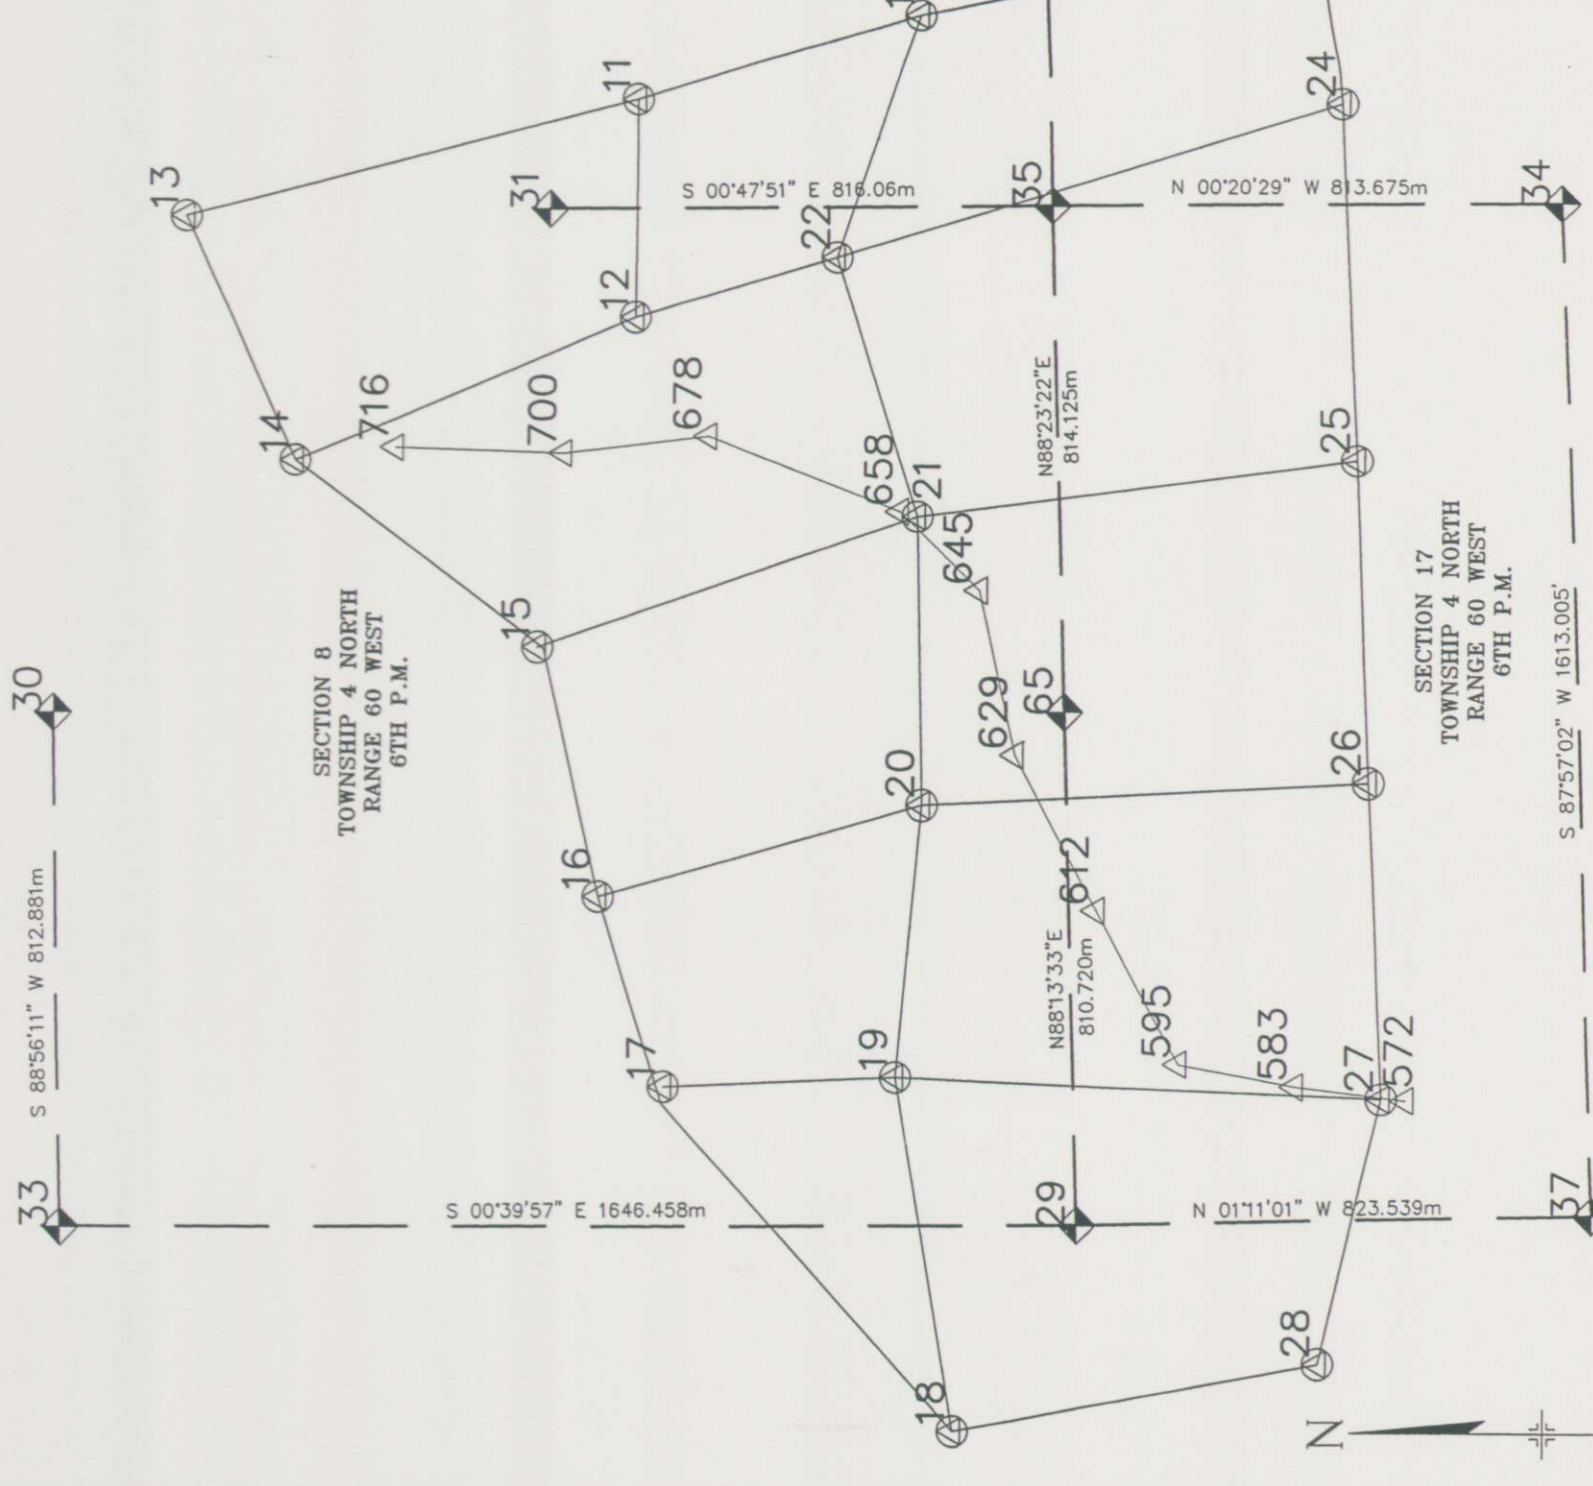 13
11
24
31
S 00°47'51" E 816.06m
35
N 00°20'29" W 813.675m
34
22
12
14
716
700
678
658
21
645
N88°23'22"E
814.125m
25
30
SECTION 8
TOWNSHIP 4 NORTH
RANGE 60 WEST
6TH P.M.
15
20
629
65
26
SECTION 17
TOWNSHIP 4 NORTH
RANGE 60 WEST
6TH P.M.
S 87°57'02" W 1613.005'
S 88°56'11" W 812.881m
16
612
N88°13'33"E
810.720m
17
19
595
583
27
572
33
S 00°39'57" E 1646.458m
29
N 01°11'01" W 823.539m
37
18
28
N